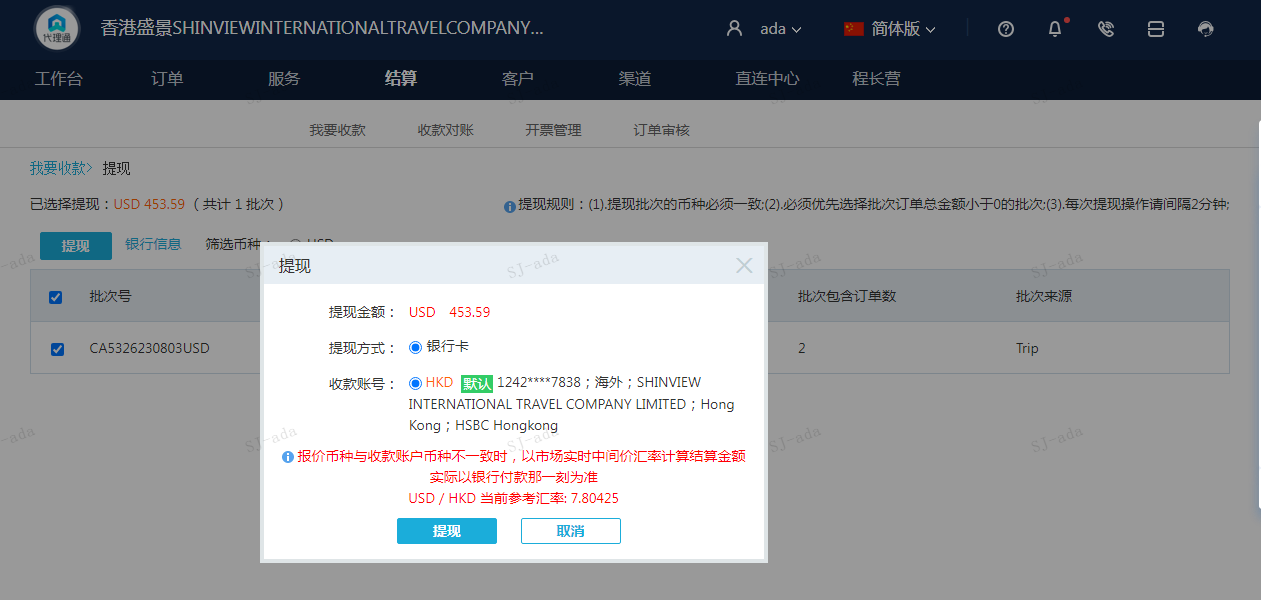 代理通
香港盛景SHINVIEWINTERNATIONALTRAVELCOMPANY...
ada
简体版
工作台 订单 服务 结算 客户 渠道 直连中心 程长营
我要收款 收款对账 开票管理 订单审核
我要收款> 提现
已选择提现：USD 453.59 （ 共计 1 批次 ）
提现规则：(1).提现批次的币种必须一致;(2).必须优先选择批次订单总金额小于0的批次;(3).每次提现操作请间隔2分钟;
提现 银行信息 筛选币种： USD
批次号 批次包含订单数 批次来源
CA5326230803USD 2 Trip
提现
提现金额： USD 453.59
提现方式： 银行卡
收款账号： HKD 默认 1242****7838；海外；SHINVIEW
INTERNATIONAL TRAVEL COMPANY LIMITED；Hong
Kong；HSBC Hongkong
报价币种与收款账户币种不一致时，以市场实时中间价汇率计算结算金额
实际以银行付款那一刻为准
USD / HKD 当前参考汇率: 7.80425
提现 取消
SJ-ada
SJ-ada
SJ-ada
SJ-ada
SJ-ada
SJ-ada
SJ-ada
SJ-ada